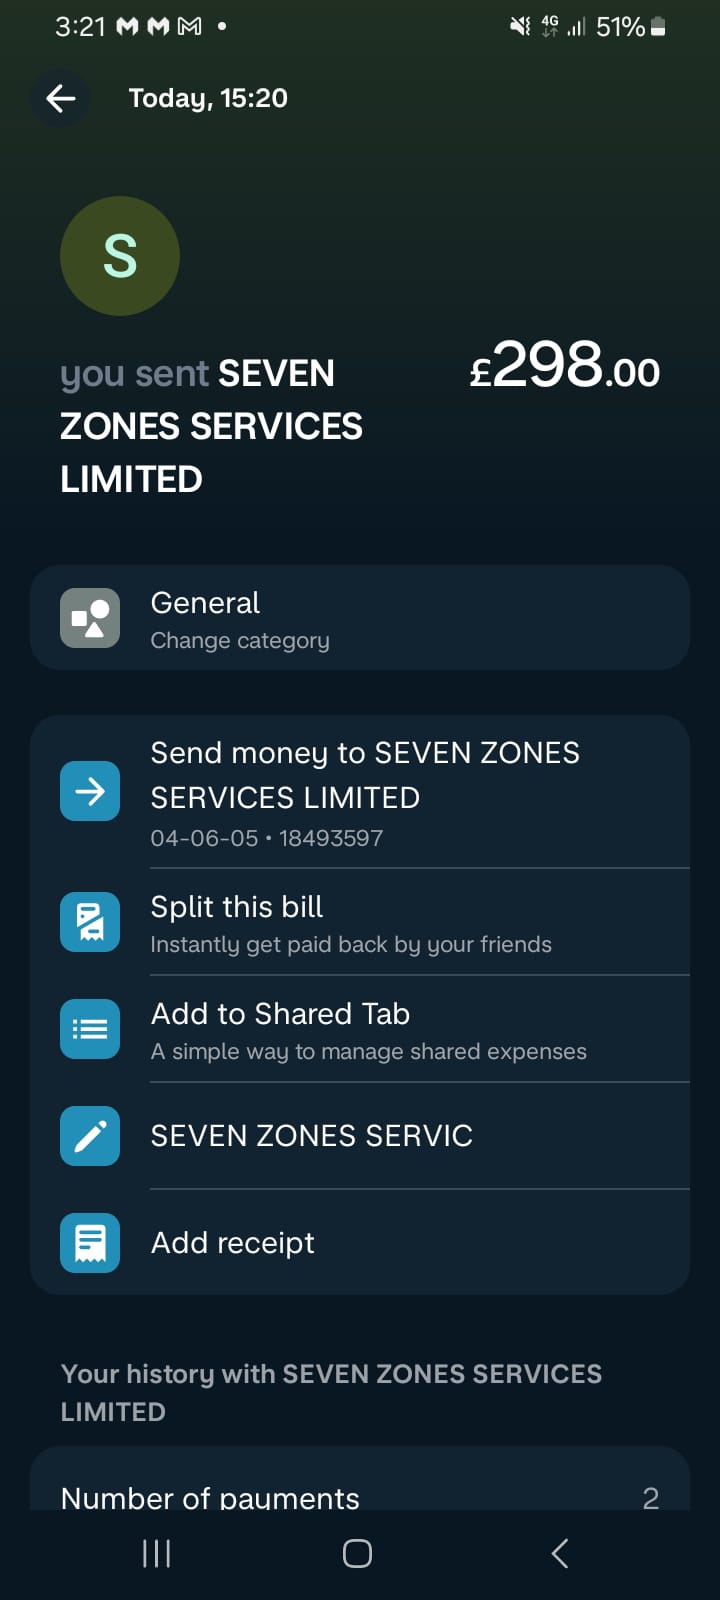 3:21
4G 51%
Today, 15:20
S
you sent SEVEN ZONES SERVICES LIMITED
£298.00
General
Change category
Send money to SEVEN ZONES
SERVICES LIMITED
04-06-05 • 18493597
Split this bill
Instantly get paid back by your friends
Add to Shared Tab
A simple way to manage shared expenses
SEVEN ZONES SERVIC
Add receipt
Your history with SEVEN ZONES SERVICES
LIMITED
Number of payments 2